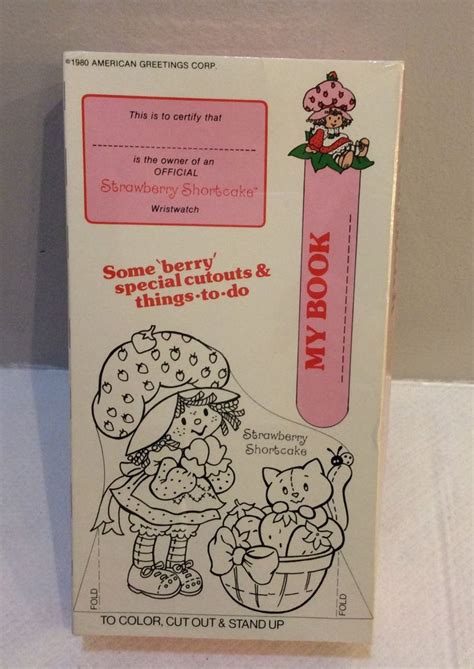 ©1980 AMERICAN GREETINGS CORP.
This is to certify that
is the owner of an
OFFICIAL
Strawberry Shortcake™
Wristwatch
MY BOOK
Some 'berry'
special cutouts &
things-to-do
Strawberry
Shortcake
FOLD
FOLD
TO COLOR, CUT OUT & STAND UP